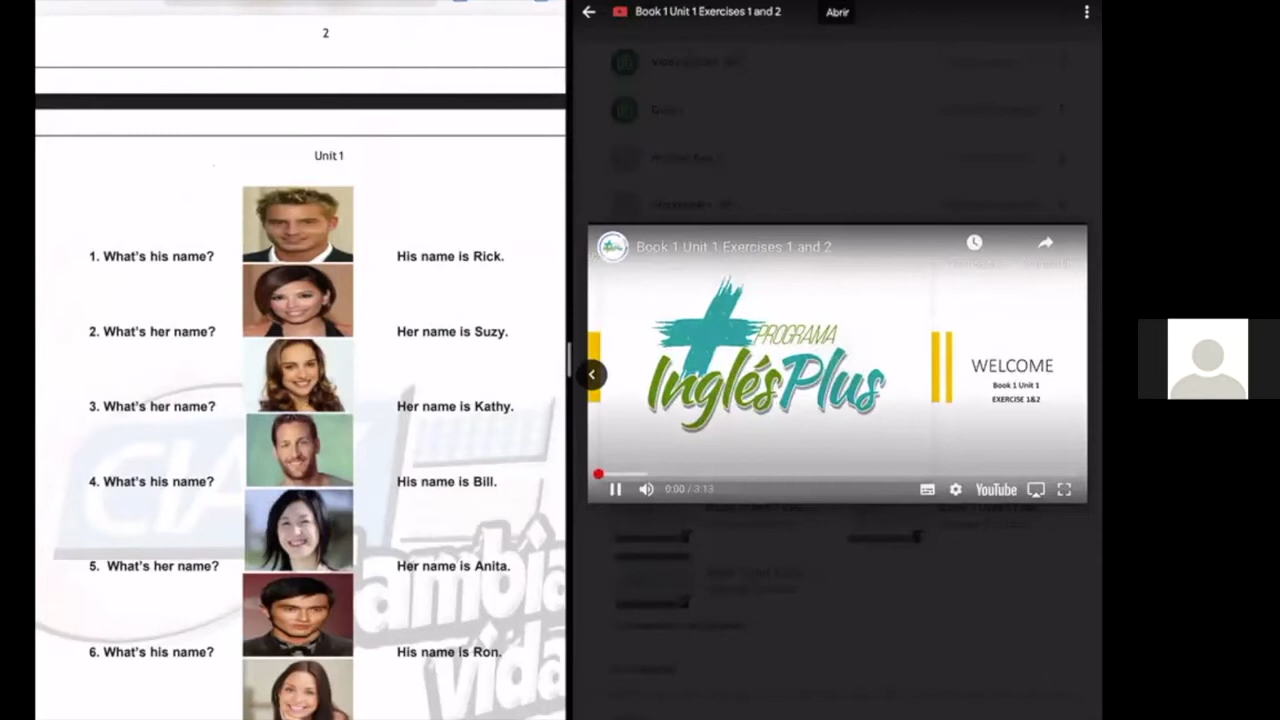 2
Unit 1
1. What's his name?
His name is Rick.
2. What's her name?
Her name is Suzy.
3. What's her name?
Her name is Kathy.
4. What's his name?
His name is Bill.
5. What's her name?
Her name is Anita.
6. What's his name?
His name is Ron.
ambia
vida
Book 1 Unit 1 Exercises 1 and 2
Abrir
Book 1 Unit 1 Exercises 1 and 2
PROGRAMA
InglésPlus
WELCOME
Book 1 Unit 1
EXERCISE 1&2
0:00 / 3:13
YouTube